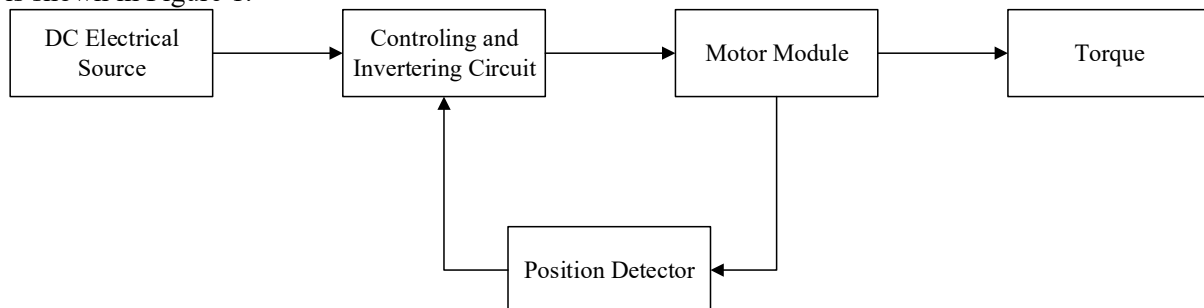 is shown in Figure 1.
DC Electrical
Source
Controling and
Invertering Circuit
Motor Module
Torque
Position Detector